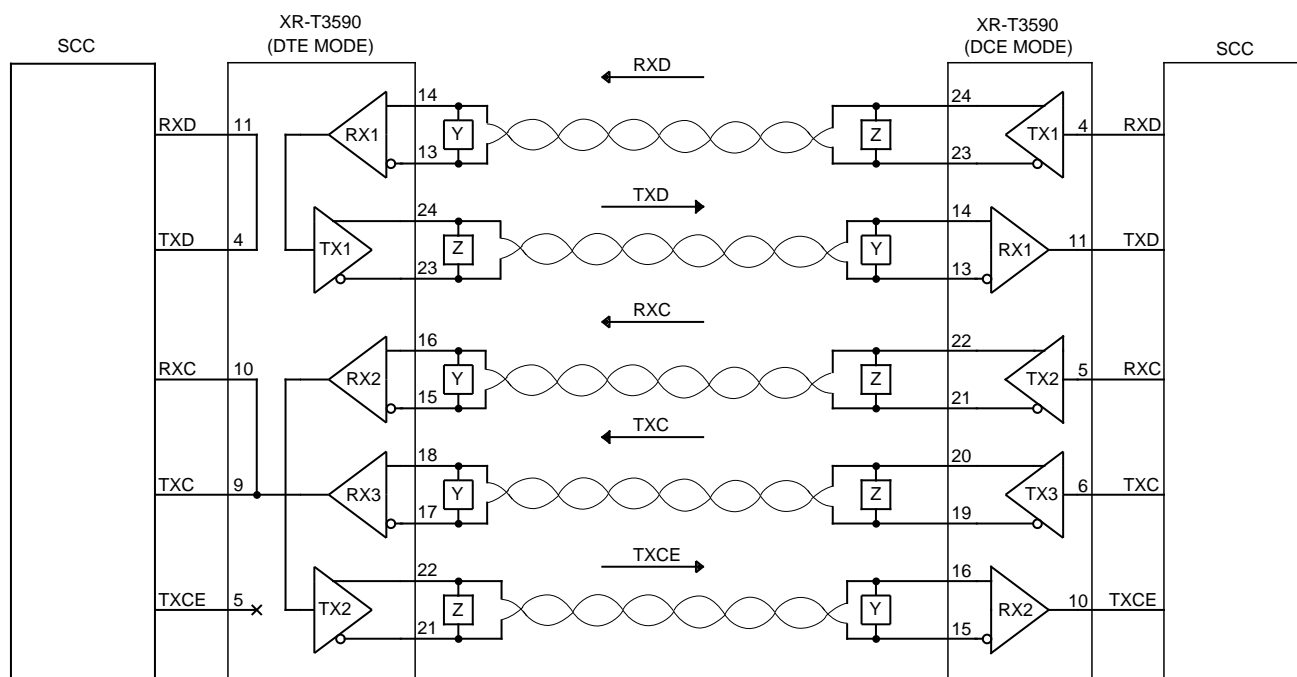 XR-T3590
(DTE MODE)
XR-T3590
(DCE MODE)
SCC
SCC
RXD
14
24
RXD
11
RX1
Y
Z
TX1
4
RXD
13
23
TXD
24
14
TXD
4
TX1
Z
Y
RX1
11
TXD
23
13
RXC
16
22
RXC
10
RX2
Y
Z
TX2
5
RXC
15
21
TXC
18
20
TXC
9
RX3
Y
Z
TX3
6
TXC
17
19
TXCE
22
16
TXCE
5
TX2
Z
Y
RX2
10
TXCE
21
15